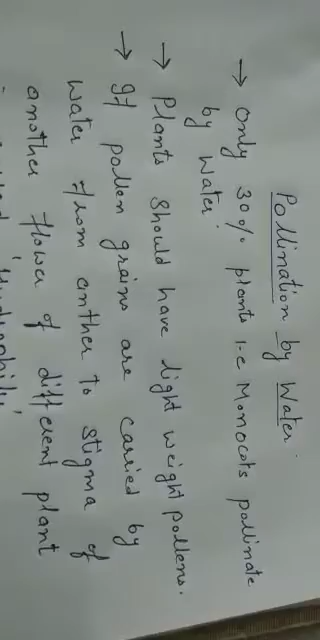 Pollination by Water.
→ Only 30% plants i-e Monocots pollinate
by Water.
→ Plants Should have light weight pollens.
→ If pollen grains are carried by
Water from anther to Stigma of
another flower of different plant
Hydrophily'